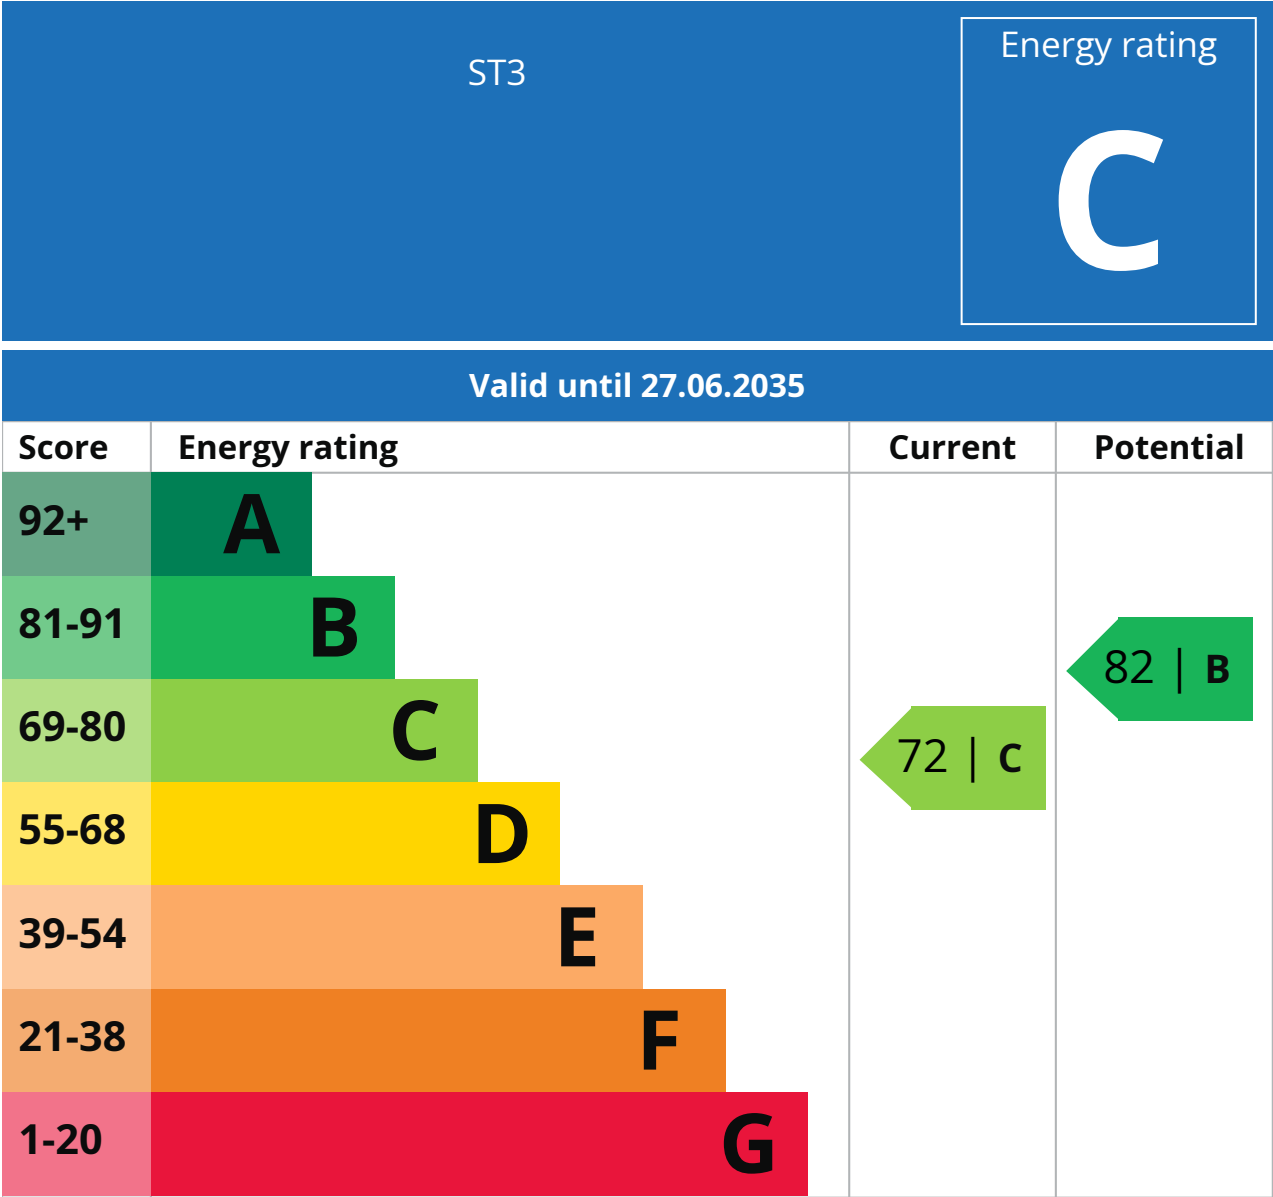 ST3
Energy rating
C
Valid until 27.06.2035
Score Energy rating Current Potential
92+ A
81-91 B
82 | B
69-80 C
72 | C
55-68 D
39-54 E
21-38 F
1-20 G